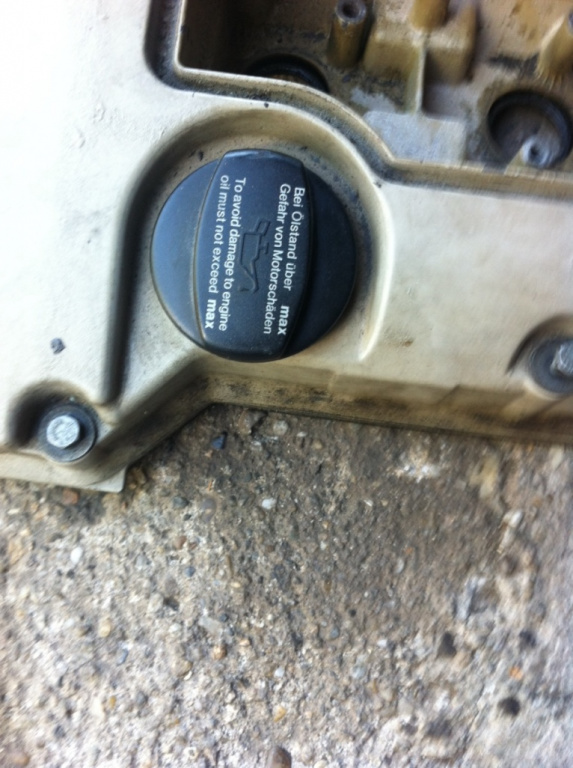 Bei Ölstand über max
Gefahr von Motorschäden
To avoid damage to engine
oil must not exceed max